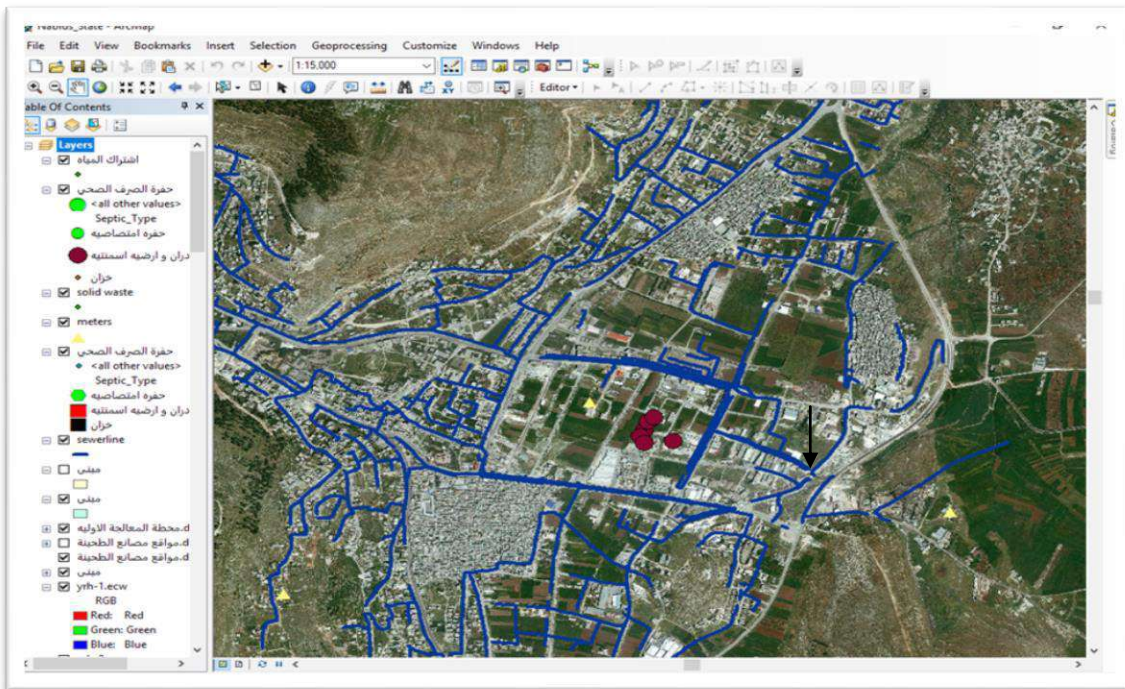 Nablus_State - ArcMap
File Edit View Bookmarks Insert Selection Geoprocessing Customize Windows Help
1:15,000
Editor
able Of Contents
Layers
اشتراك المياه
حفرة الصرف الصحي
<all other values>
Septic_Type
حفره امتصاصيه
دران و ارضيه اسمنتيه
خزان
solid waste
meters
حفرة الصرف الصحي
<all other values>
Septic_Type
حفره امتصاصيه
دران و ارضيه اسمنتيه
خزان
sewerline
مبنى
مبنى
محطة المعالجة الاوليه.d
مواقع مصانع الطحينة.d
مواقع مصانع الطحينة.d
مبنى
yrh-1.ecw
RGB
Red: Red
Green: Green
Blue: Blue